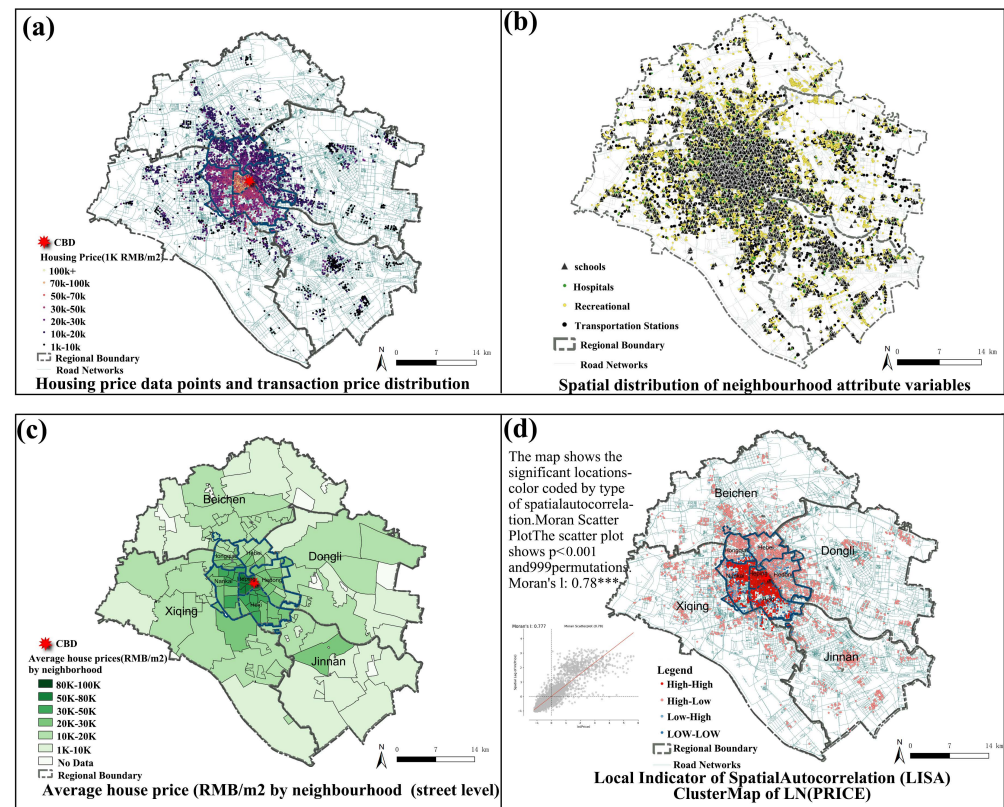 (a)
CBD
Housing Price(1K RMB/m2)
100k+
70k-100k
50k-70k
30k-50k
20k-30k
10k-20k
1k-10k
Regional Boundary
Road Networks
N
0 7 14 km
Housing price data points and transaction price distribution
(b)
schools
Hospitals
Recreational
Transportation Stations
Regional Boundary
Road Networks
N
0 7 14 km
Spatial distribution of neighbourhood attribute variables
(c)
Beichen
Hebei
Dongli
Nankai
Hedong
Xiqing
Hexi
Jinnan
CBD
Average house prices(RMB/m2)
by neighborhood
80K-100K
50K-80K
30K-50K
20K-30K
10K-20K
1K-10K
No Data
Regional Boundary
N
0 7 14 km
Average house price (RMB/m2 by neighbourhood (street level)
(d)
The map shows the
significant locations-
color coded by type
of spatialautocorrela-
tion.Moran Scatter
PlotThe scatter plot
shows p<0.001
and999permutations
Moran's l: 0.78***
Beichen
Hebei
Dongli
Hedong
Xiqing
Jinnan
Moran's I: 0.777
Legend
High-High
High-Low
Low-High
LOW-LOW
Regional Boundary
Road Networks
N
0 7 14 km
Local Indicator of SpatialAutocorrelation (LISA)
ClusterMap of LN(PRICE)